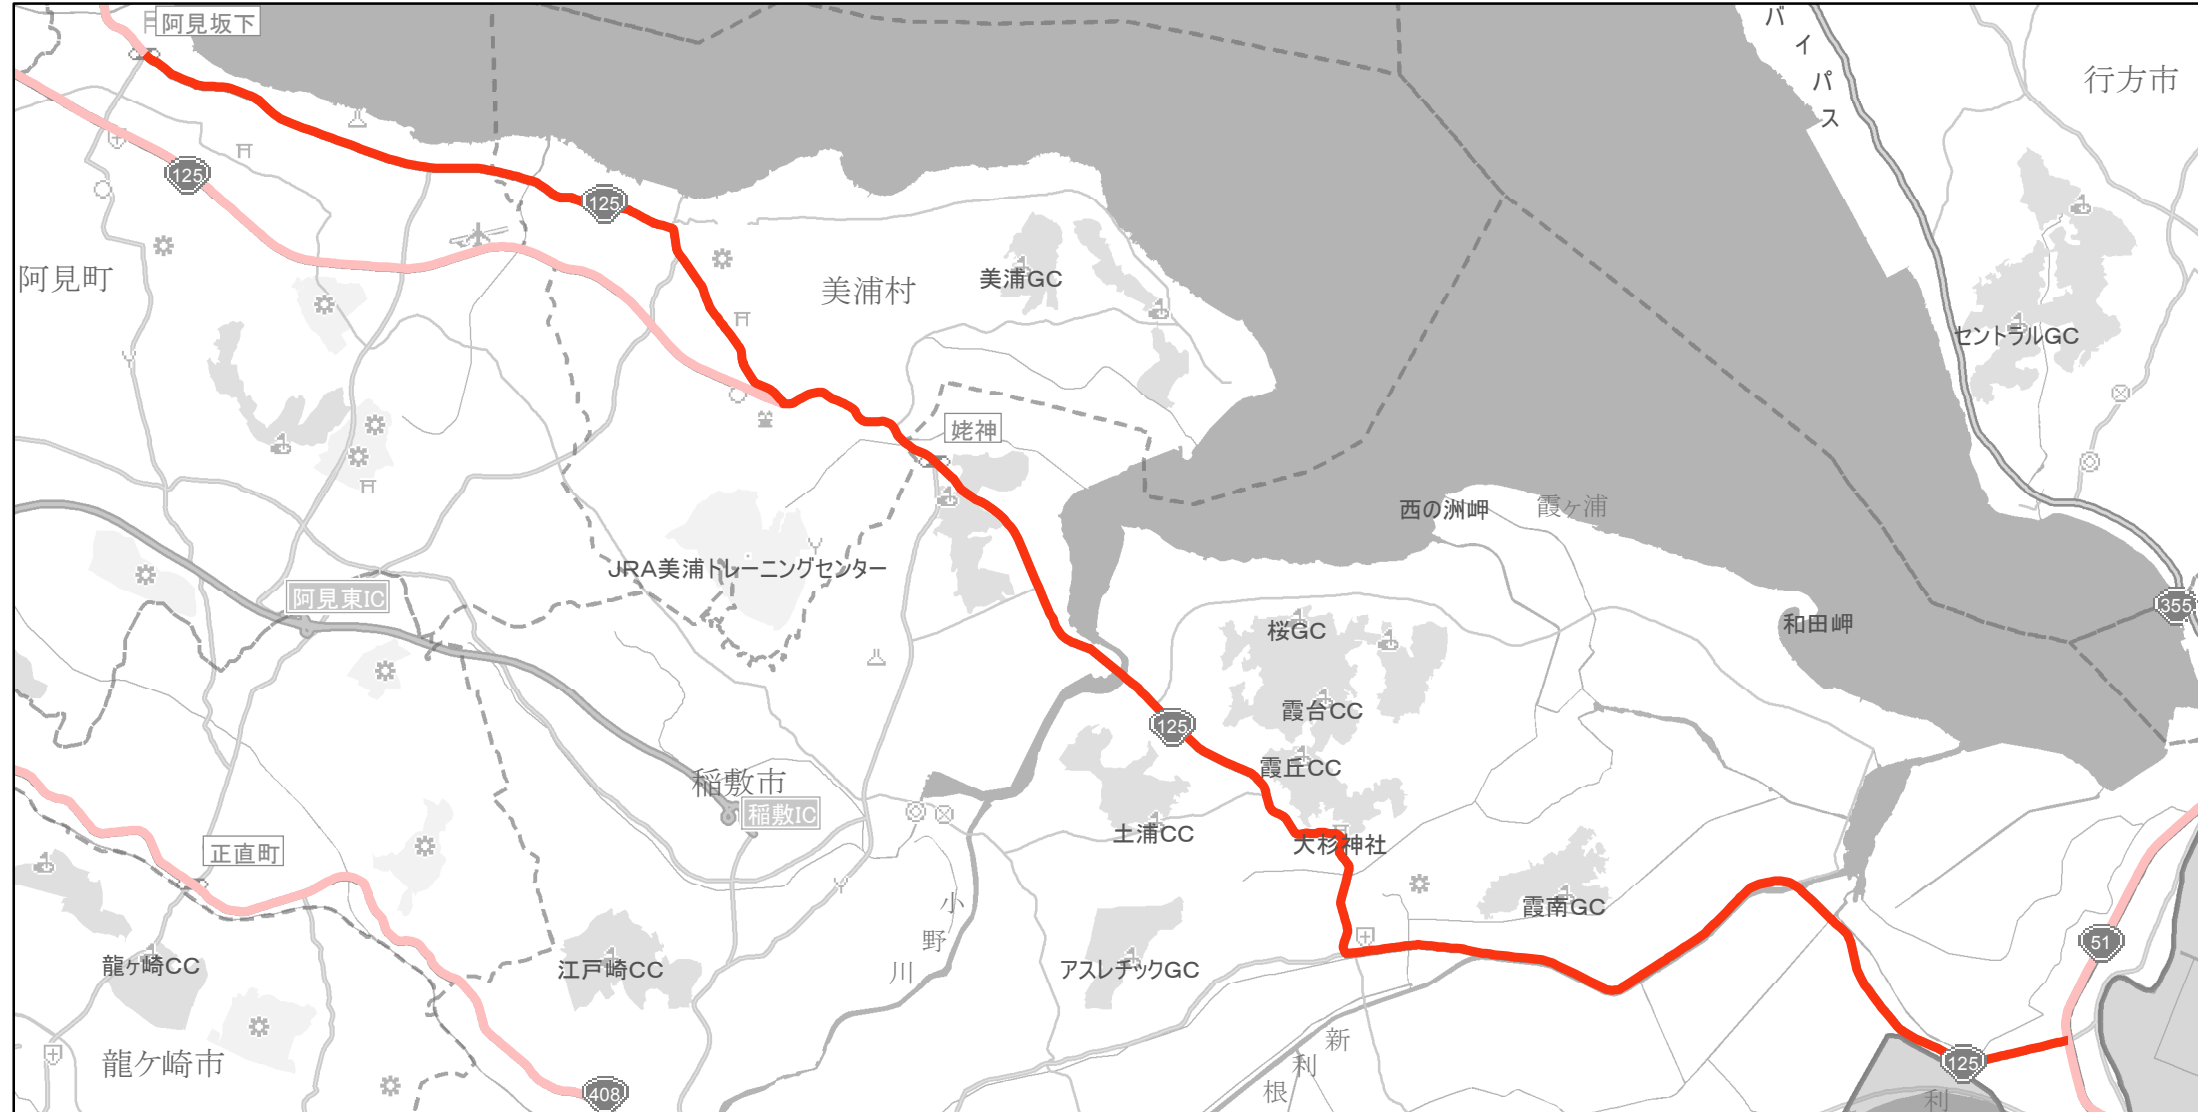 阿見坂下
バイパス
行方市
125
125
阿見町
美浦村
美浦GC
セントラルGC
姥神
西の洲岬
霞ヶ浦
JRA美浦トレーニングセンター
阿見東IC
355
桜GC
和田岬
霞台CC
125
霞丘CC
稲敷市
稲敷IC
土浦CC
大杉神社
正直町
小野川
霞南GC
51
龍ヶ崎CC
江戸崎CC
アスレチックGC
新利根
龍ケ崎市
125
408
利